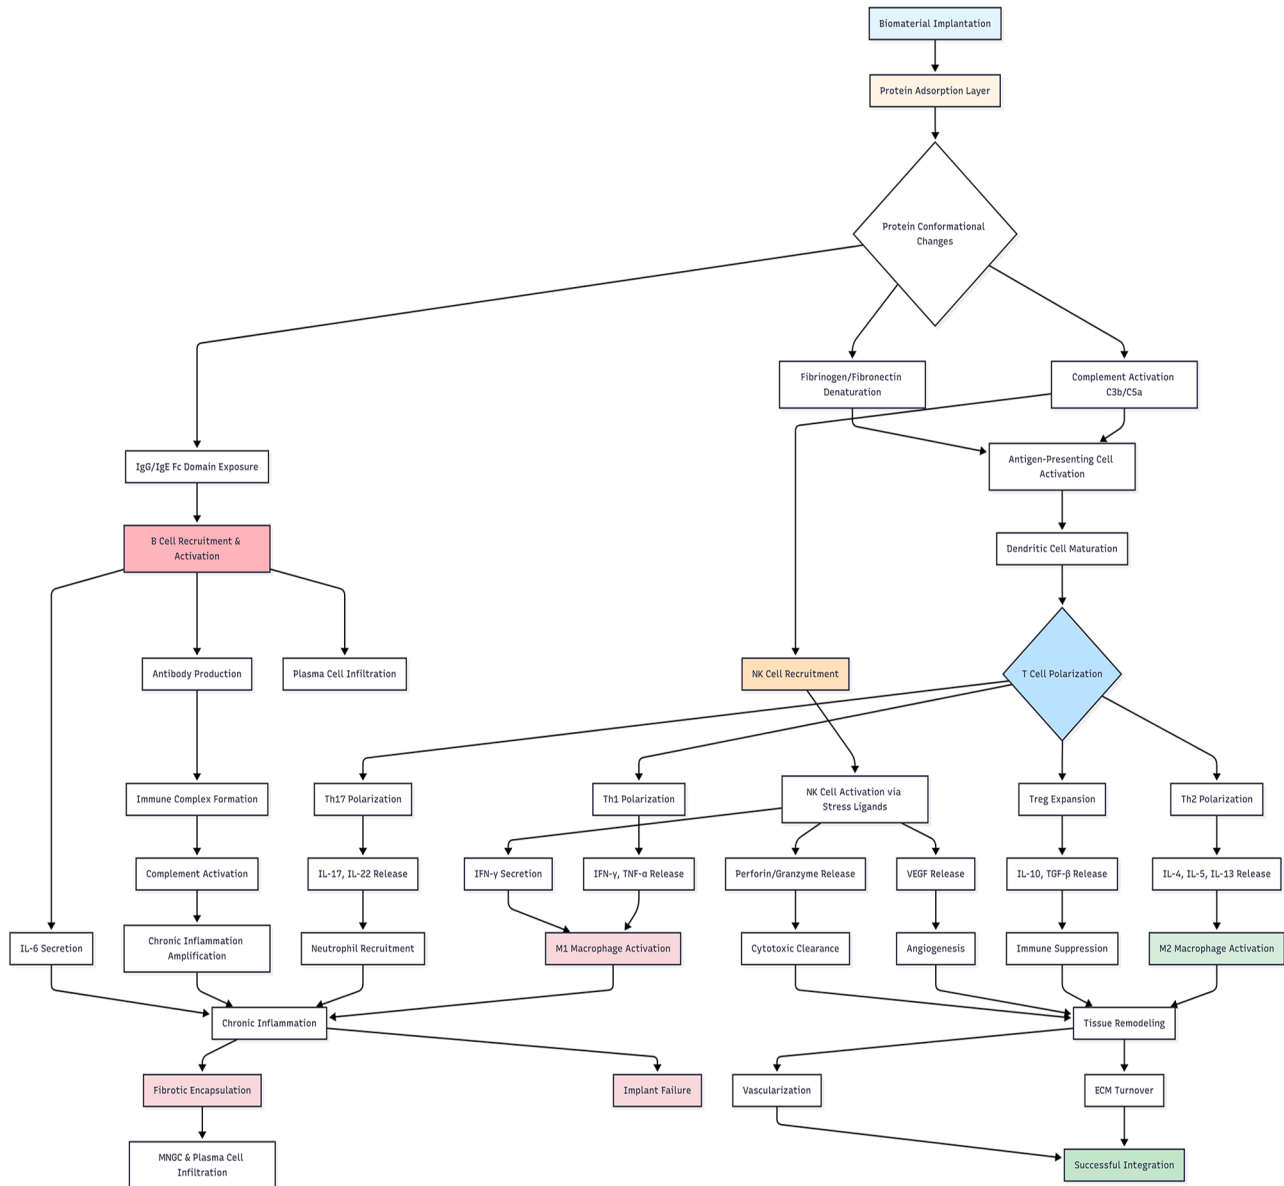 Biomaterial Implantation
Protein Adsorption Layer
Protein Conformational
Changes
Fibrinogen/Fibronectin
Denaturation
Complement Activation
C3b/C5a
IgG/IgE Fc Domain Exposure
Antigen-Presenting Cell
Activation
B Cell Recruitment &
Activation
Dendritic Cell Maturation
Antibody Production
Plasma Cell Infiltration
NK Cell Recruitment
T Cell Polarization
Immune Complex Formation
Th17 Polarization
Th1 Polarization
NK Cell Activation via
Stress Ligands
Treg Expansion
Th2 Polarization
Complement Activation
IL-17, IL-22 Release
IFN-γ Secretion
IFN-γ, TNF-α Release
Perforin/Granzyme Release
VEGF Release
IL-10, TGF-β Release
IL-4, IL-5, IL-13 Release
IL-6 Secretion
Chronic Inflammation
Amplification
Neutrophil Recruitment
M1 Macrophage Activation
Cytotoxic Clearance
Angiogenesis
Immune Suppression
M2 Macrophage Activation
Chronic Inflammation
Tissue Remodeling
Fibrotic Encapsulation
Implant Failure
Vascularization
ECM Turnover
MNGC & Plasma Cell
Infiltration
Successful Integration